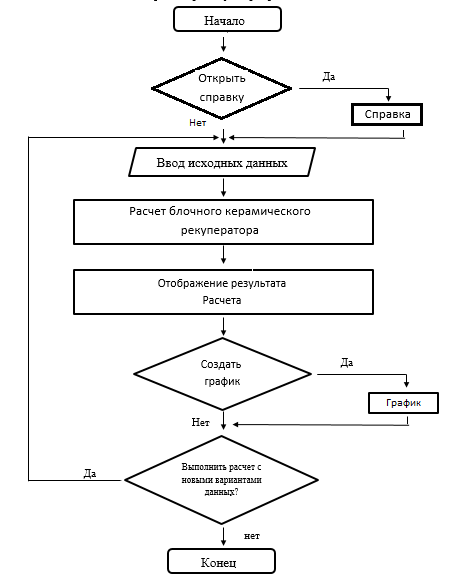 Начало
Открыть
справку
Да
Справка
Нет
Ввод исходных данных
Расчет блочного керамического
рекуператора
Отображение результата
Расчета
Создать
график
Да
График
Нет
Выполнить расчет с
новыми вариантами
данных?
Да
нет
Конец